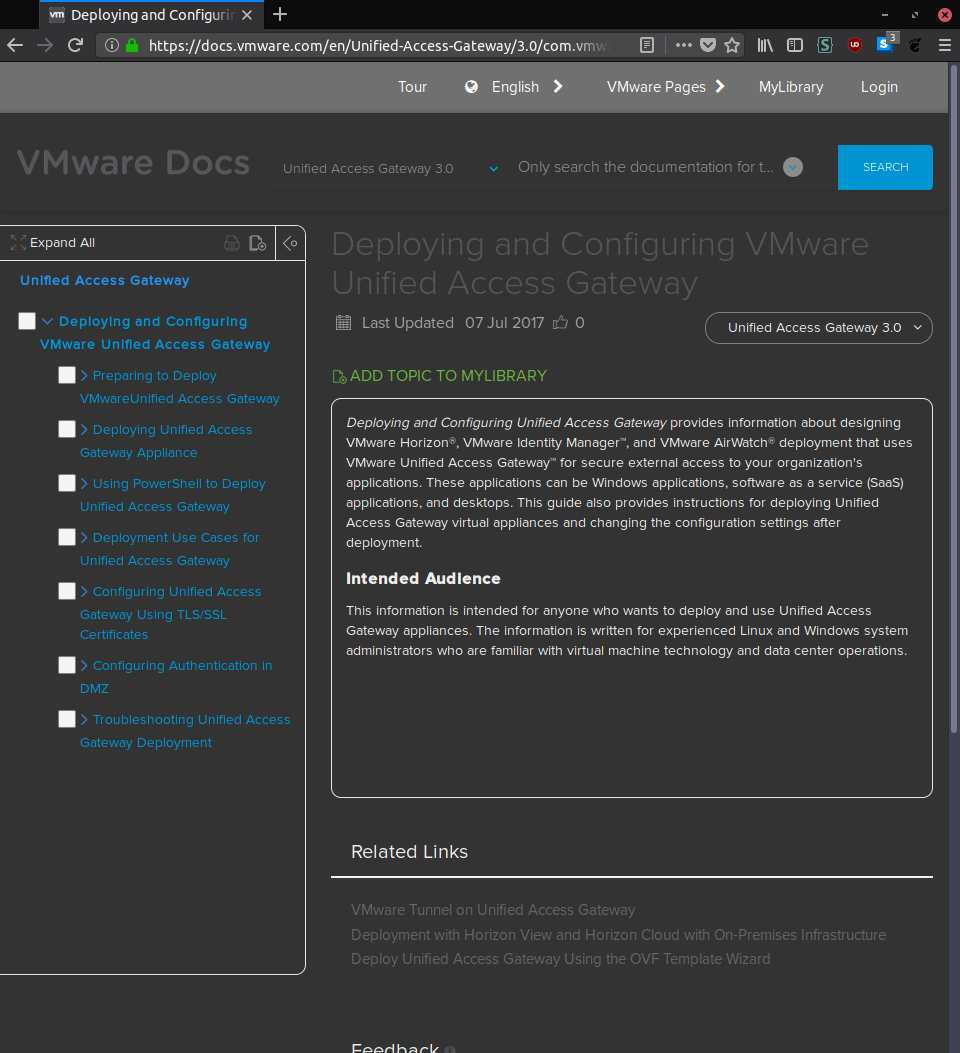 vm Deploying and Configurin
https://docs.vmware.com/en/Unified-Access-Gateway/3.0/com.vmw
3
Tour English VMware Pages MyLibrary Login
VMware Docs
Unified Access Gateway 3.0
Only search the documentation for t...
SEARCH
Expand All
Unified Access Gateway
Deploying and Configuring
VMware Unified Access Gateway
Preparing to Deploy
VMwareUnified Access Gateway
Deploying Unified Access
Gateway Appliance
Using PowerShell to Deploy
Unified Access Gateway
Deployment Use Cases for
Unified Access Gateway
Configuring Unified Access
Gateway Using TLS/SSL
Certificates
Configuring Authentication in
DMZ
Troubleshooting Unified Access
Gateway Deployment
Deploying and Configuring VMware
Unified Access Gateway
Last Updated 07 Jul 2017 0
Unified Access Gateway 3.0
ADD TOPIC TO MYLIBRARY
Deploying and Configuring Unified Access Gateway provides information about designing
VMware Horizon®, VMware Identity Manager™, and VMware AirWatch® deployment that uses
VMware Unified Access Gateway™ for secure external access to your organization's
applications. These applications can be Windows applications, software as a service (SaaS)
applications, and desktops. This guide also provides instructions for deploying Unified
Access Gateway virtual appliances and changing the configuration settings after
deployment.
Intended Audience
This information is intended for anyone who wants to deploy and use Unified Access
Gateway appliances. The information is written for experienced Linux and Windows system
administrators who are familiar with virtual machine technology and data center operations.
Related Links
VMware Tunnel on Unified Access Gateway
Deployment with Horizon View and Horizon Cloud with On-Premises Infrastructure
Deploy Unified Access Gateway Using the OVF Template Wizard
Feedback